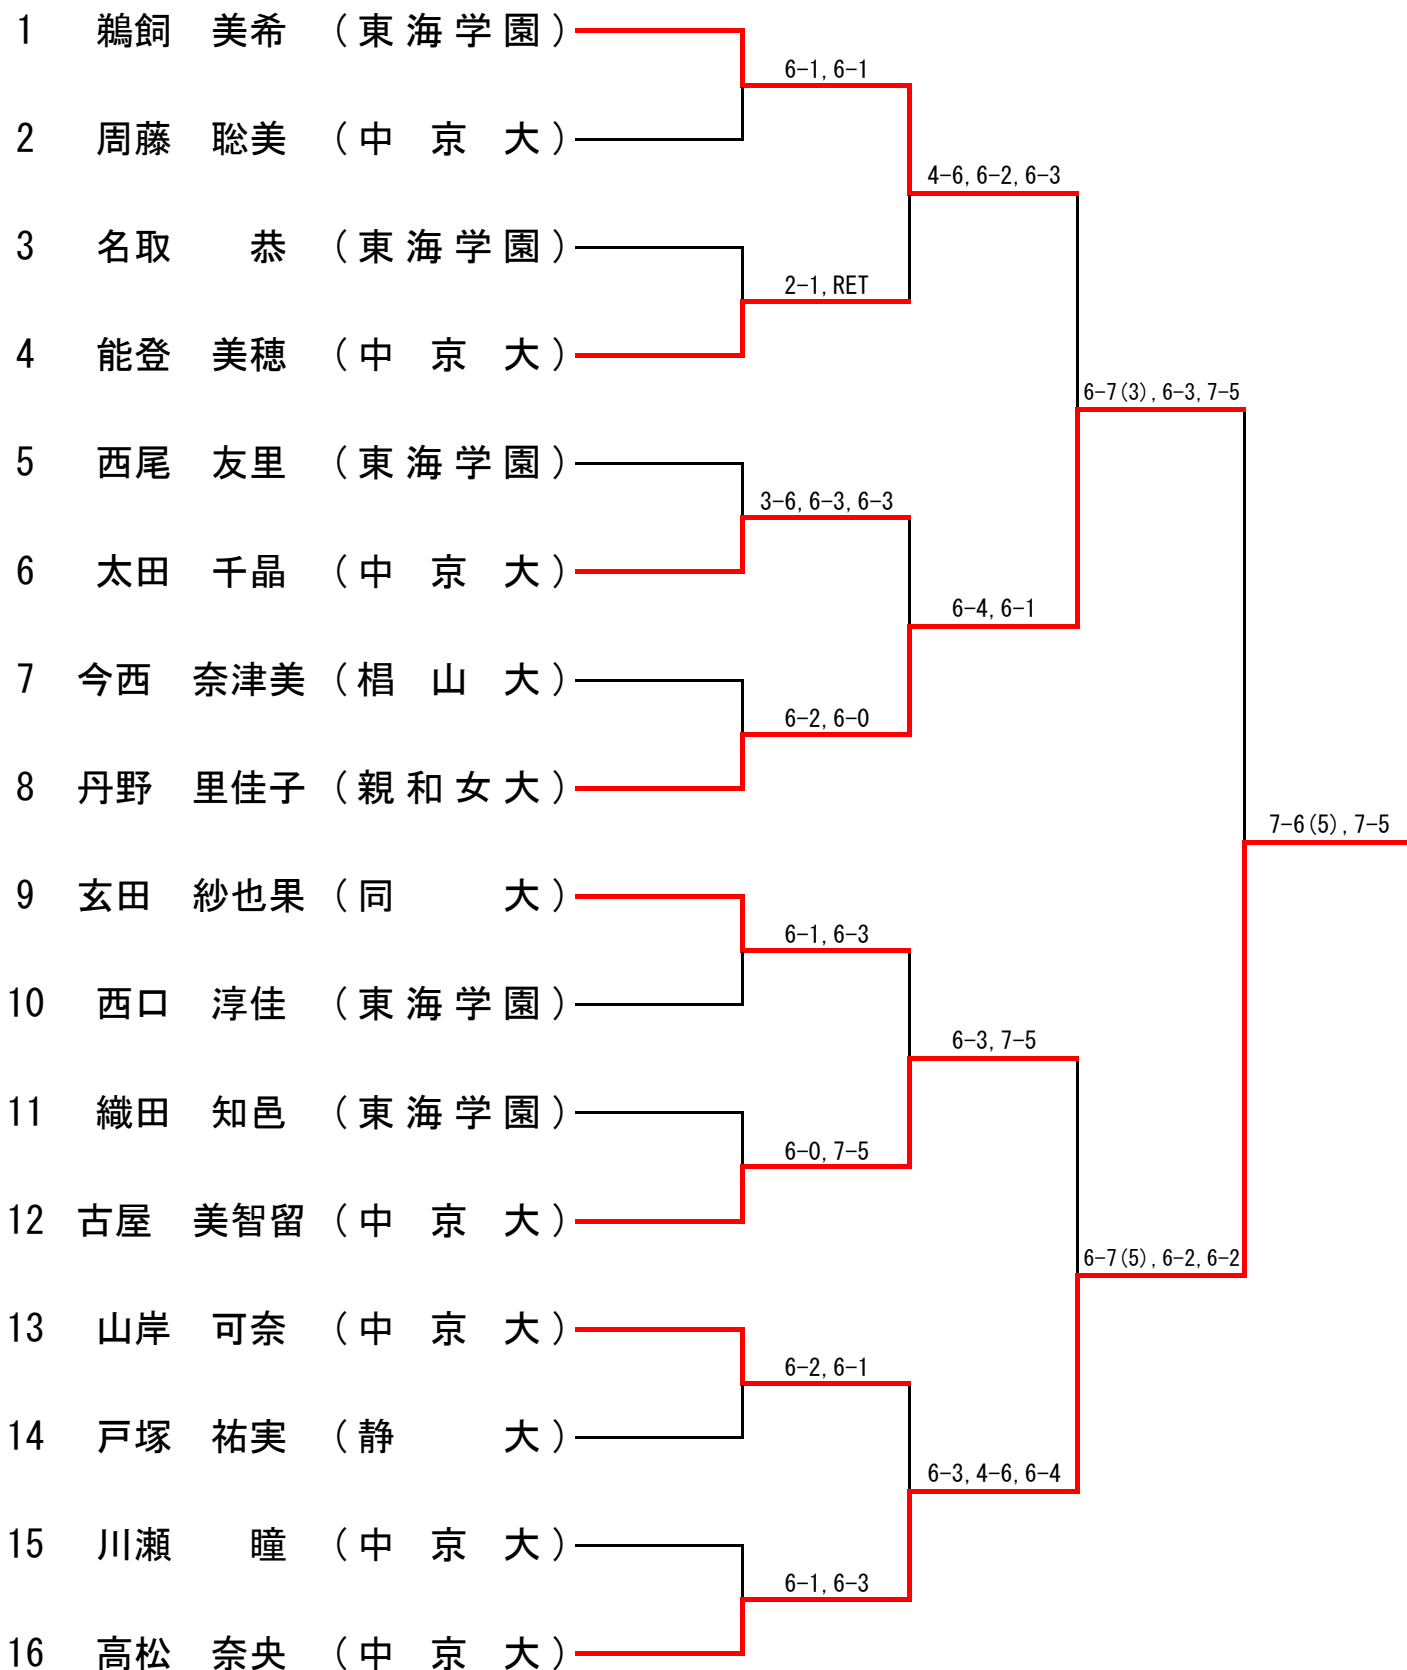 1 鵜飼 美希 (東海学園)
6-1,6-1
2 周藤 聡美 (中京大)
4-6,6-2,6-3
3 名取 恭 (東海学園)
2-1,RET
4 能登 美穂 (中京大)
6-7(3),6-3,7-5
5 西尾 友里 (東海学園)
3-6,6-3,6-3
6 太田 千晶 (中京大)
6-4,6-1
7 今西 奈津美 (椙山大)
6-2,6-0
8 丹野 里佳子 (親和女大)
7-6(5),7-5
9 玄田 紗也果 (同大)
6-1,6-3
10 西口 淳佳 (東海学園)
6-3,7-5
11 織田 知邑 (東海学園)
6-0,7-5
12 古屋 美智留 (中京大)
6-7(5),6-2,6-2
13 山岸 可奈 (中京大)
6-2,6-1
14 戸塚 祐実 (静大)
6-3,4-6,6-4
15 川瀬 瞳 (中京大)
6-1,6-3
16 高松 奈央 (中京大)